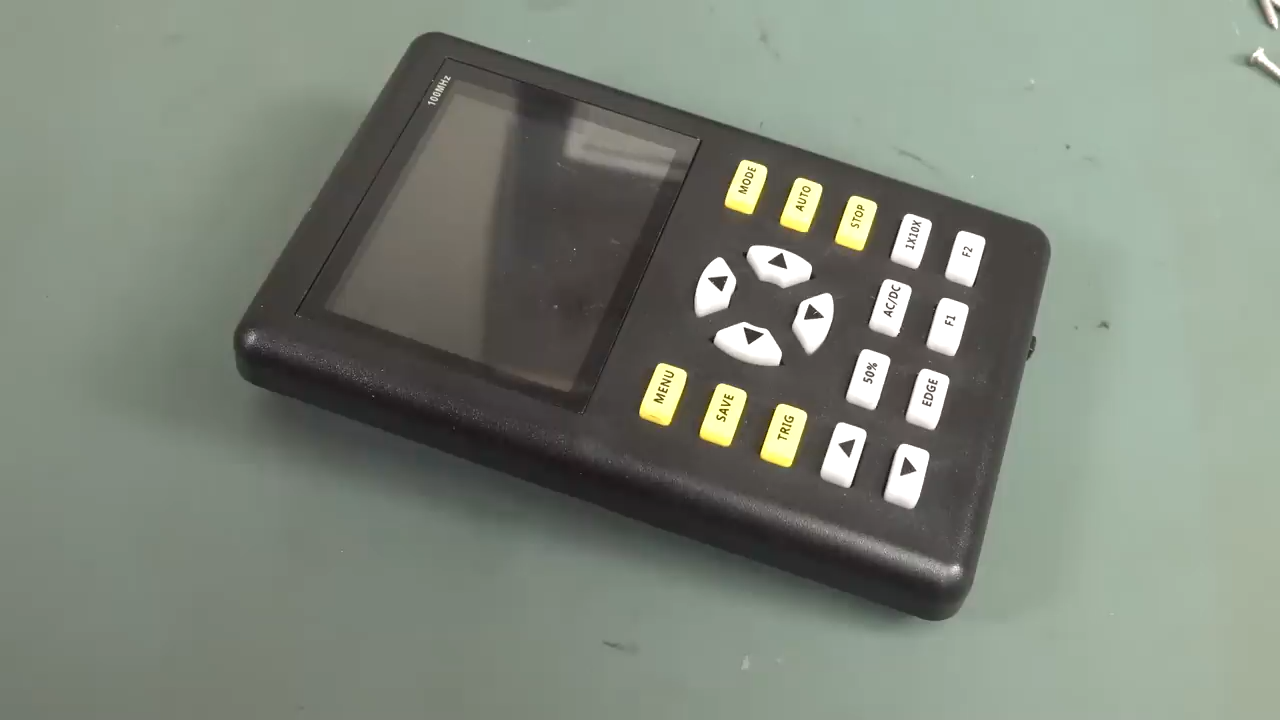 100MHz
MODE
AUTO
STOP
1X10X
F2
AC/DC
F1
50%
EDGE
MENU
SAVE
TRIG